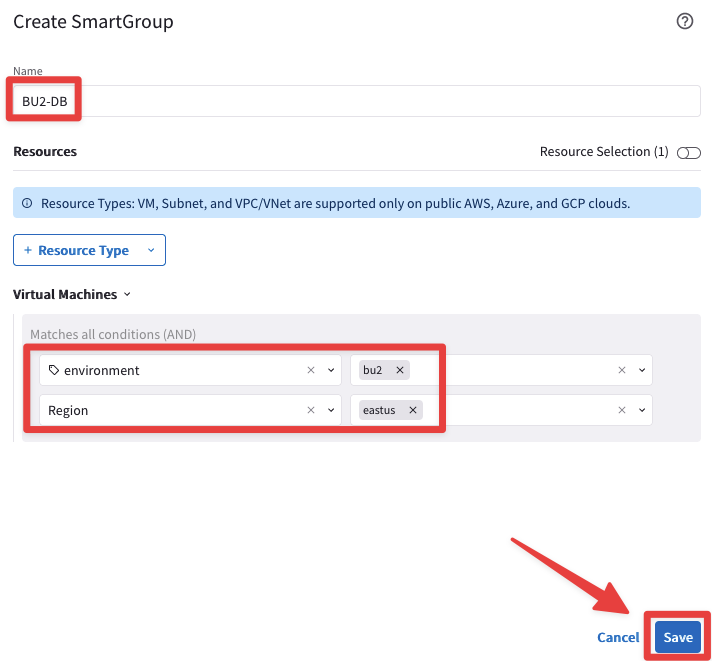 Create SmartGroup
Name
BU2-DB
Resources
Resource Selection (1)
Resource Types: VM, Subnet, and VPC/VNet are supported only on public AWS, Azure, and GCP clouds.
+ Resource Type
Virtual Machines
Matches all conditions (AND)
environment bu2
Region eastus
Cancel Save